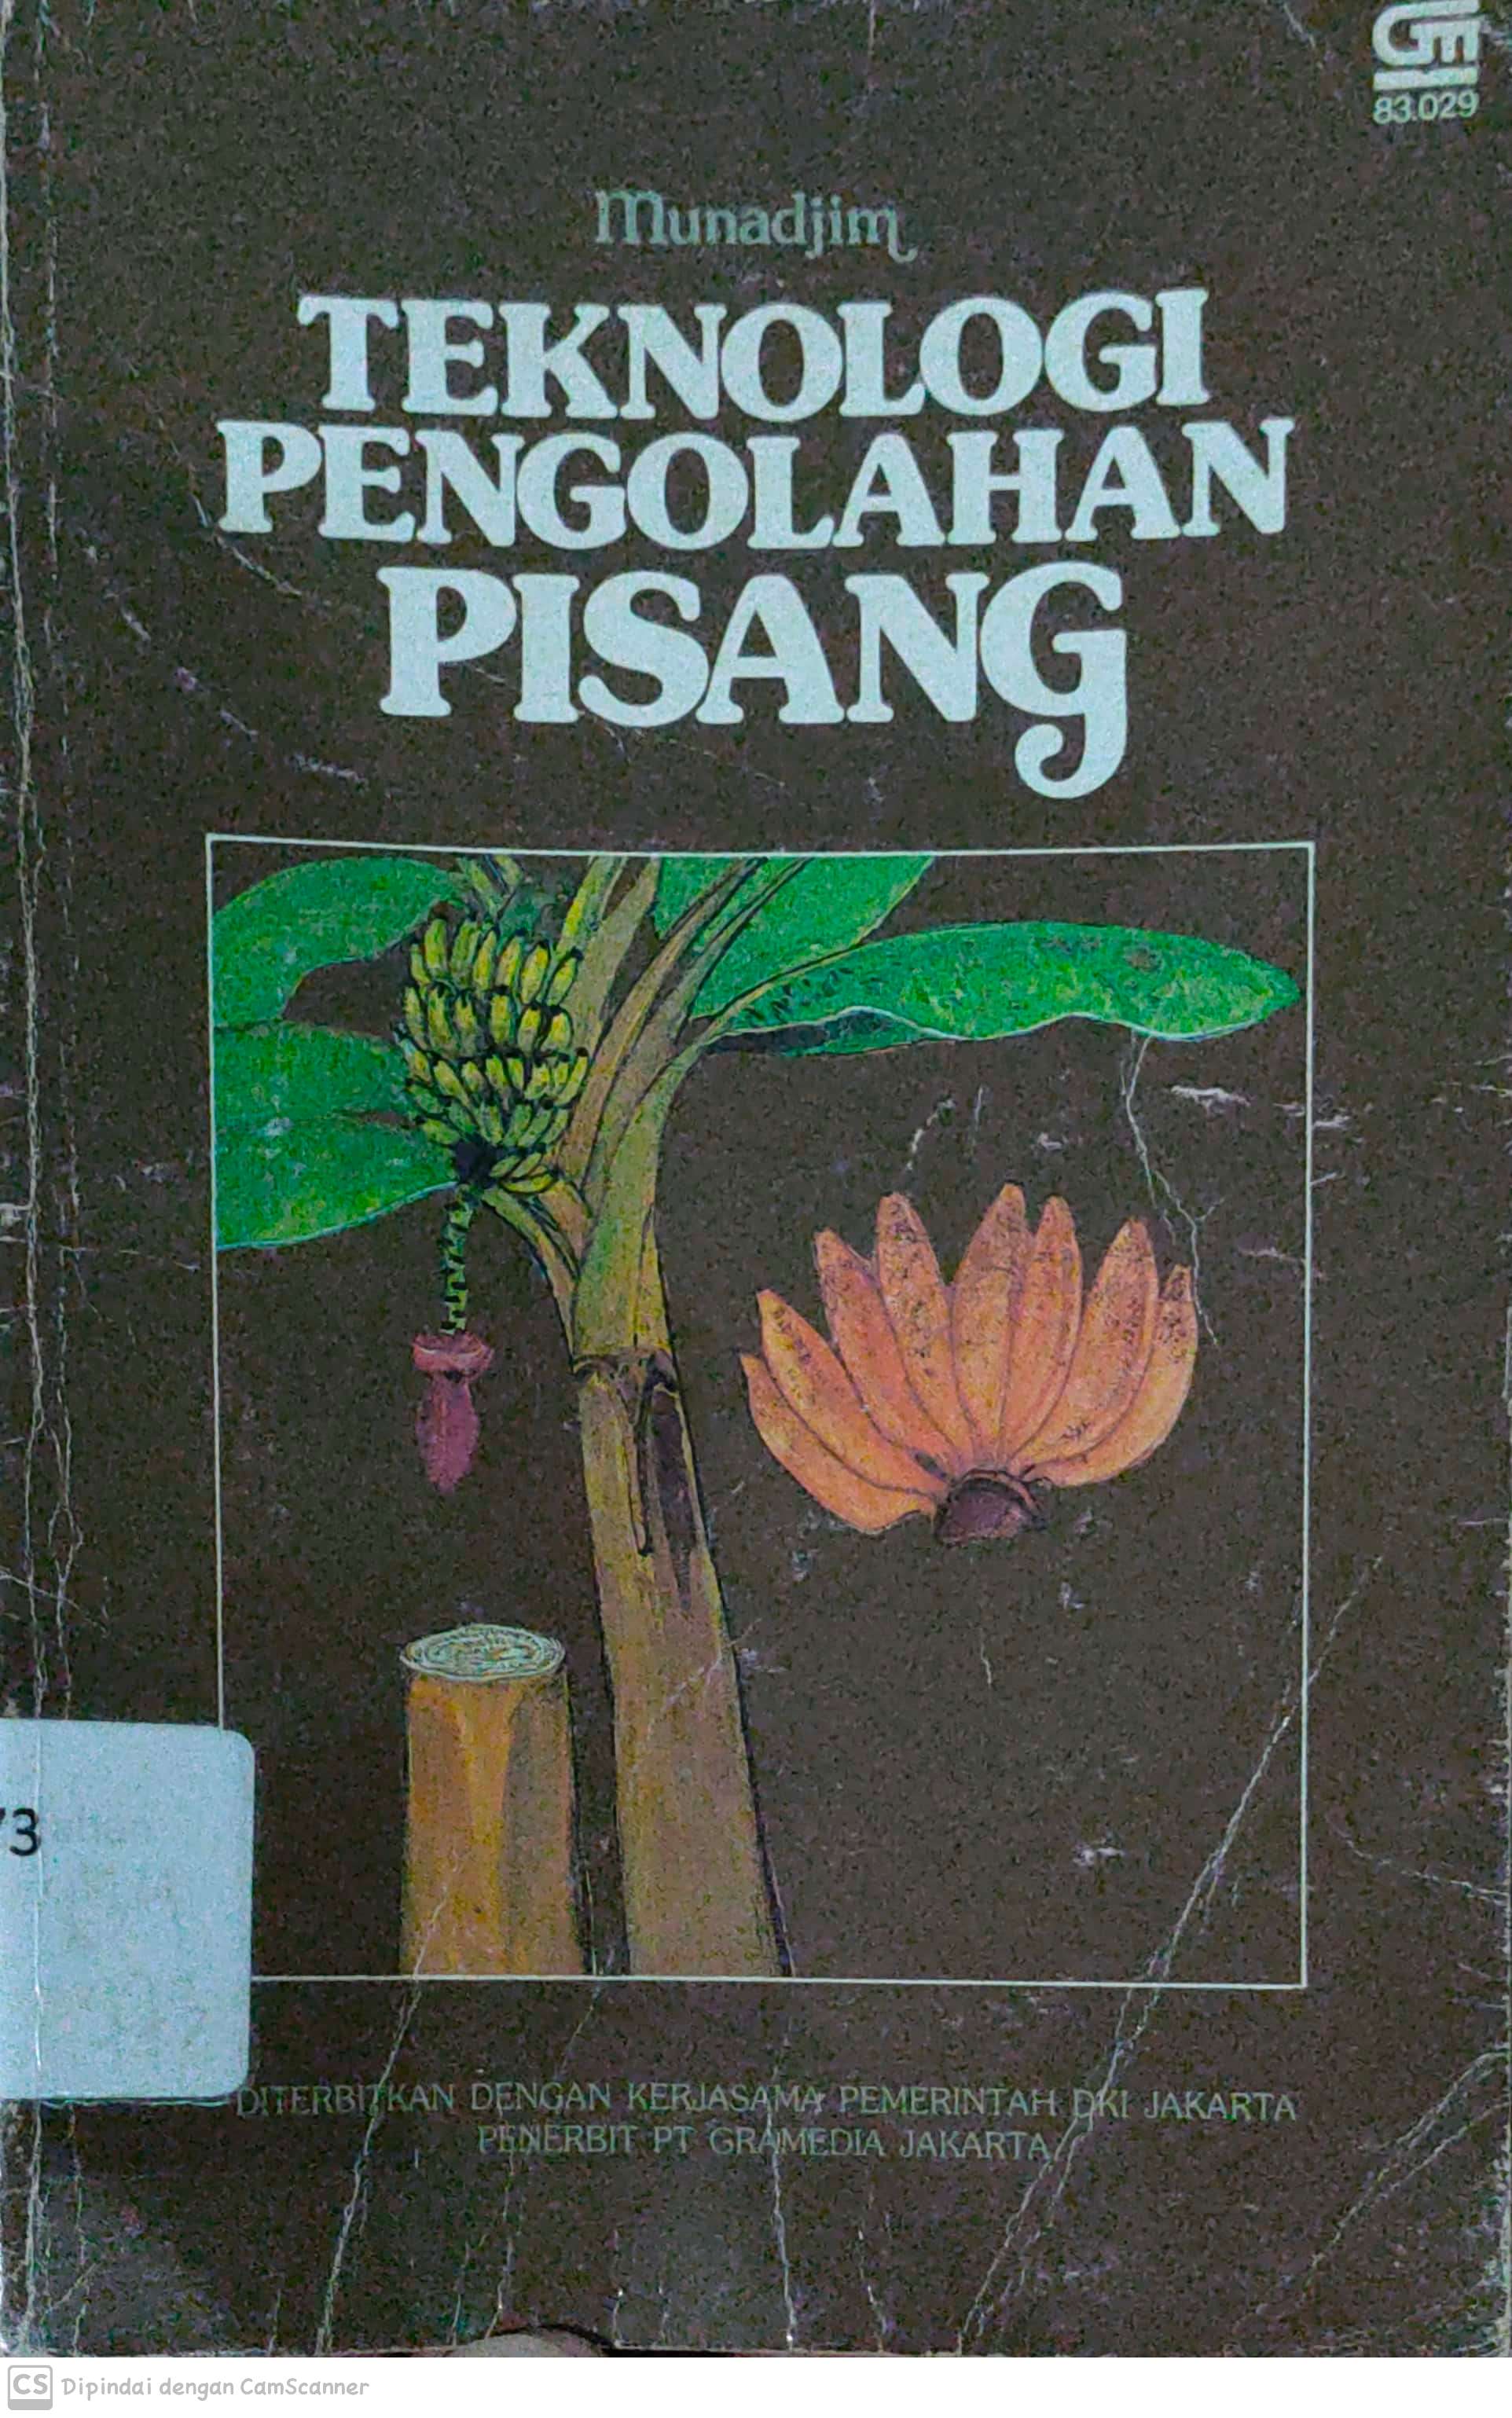 GM
83.029
Munadjim
TEKNOLOGI
PENGOLAHAN
PISANG
73
DITERBITKAN DENGAN KERJASAMA PEMERINTAH DKI JAKARTA
PENERBIT PT GRAMEDIA JAKARTA
CS Dipindai dengan CamScanner